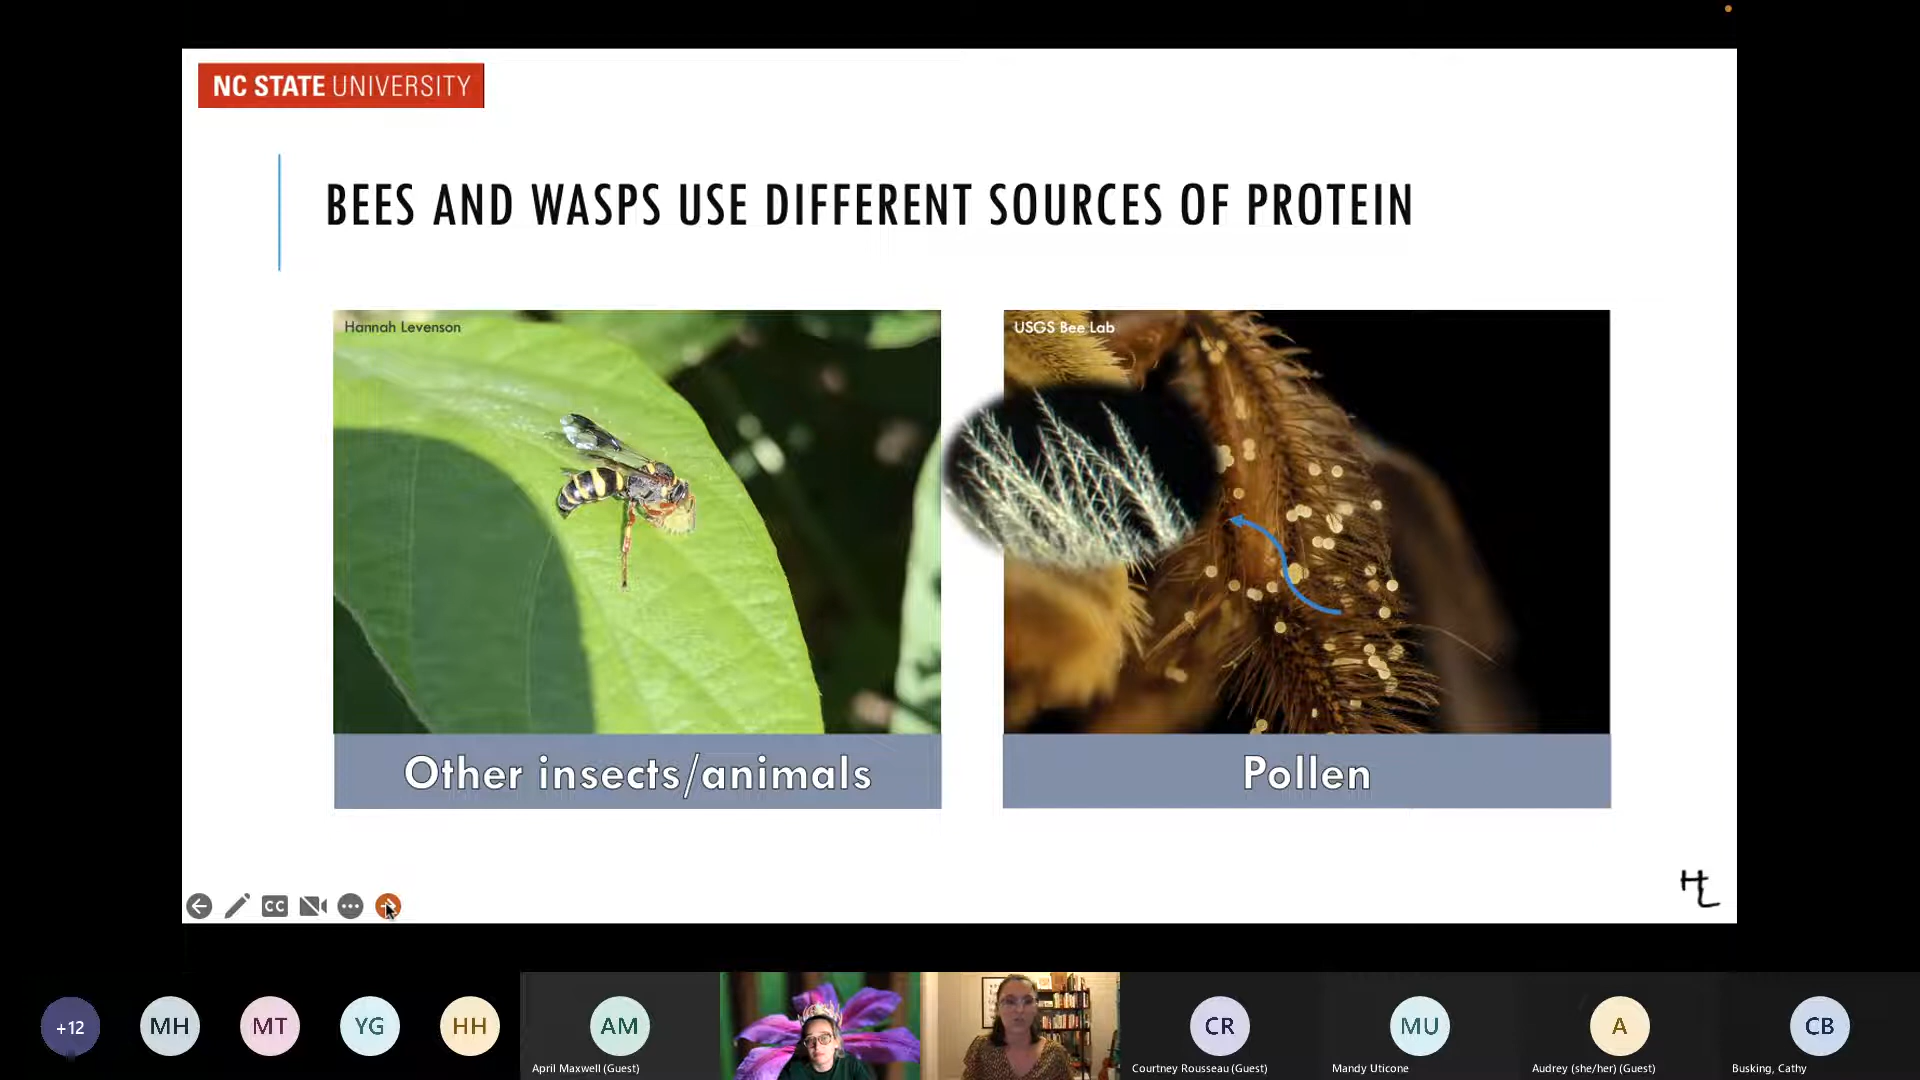 NC STATE UNIVERSITY
BEES AND WASPS USE DIFFERENT SOURCES OF PROTEIN
Hannah Levenson
USGS Bee Lab
Other insects/animals
Pollen
HL
CC
+12
MH
MT
YG
HH
AM
CR
MU
A
CB
April Maxwell (Guest)
Courtney Rousseau (Guest)
Mandy Uticone
Audrey (she/her) (Guest)
Busking, Cathy